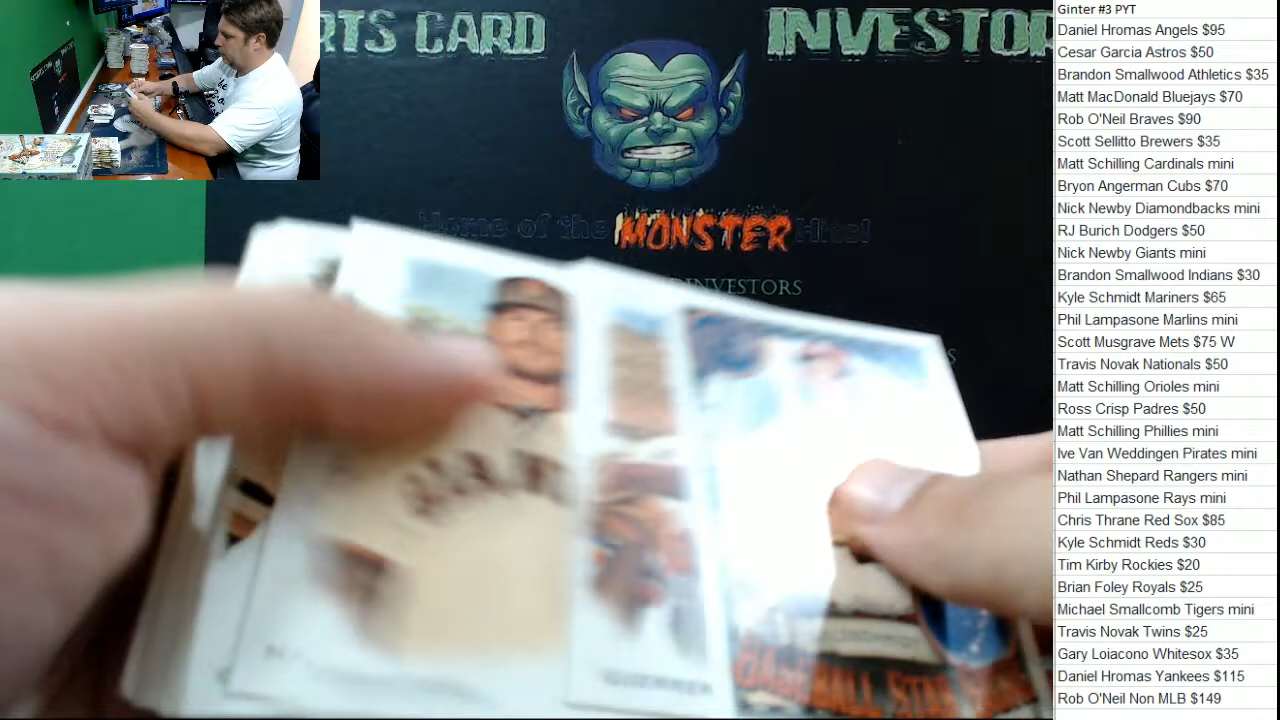 RTS CARD
INVESTOR
Home of the MONSTER Hits!
INVESTORS
GUERRER
BASEBALL STAR
Ginter #3 PYT
Daniel Hromas Angels $95
Cesar Garcia Astros $50
Brandon Smallwood Athletics $35
Matt MacDonald Bluejays $70
Rob O'Neil Braves $90
Scott Sellitto Brewers $35
Matt Schilling Cardinals mini
Bryon Angerman Cubs $70
Nick Newby Diamondbacks mini
RJ Burich Dodgers $50
Nick Newby Giants mini
Brandon Smallwood Indians $30
Kyle Schmidt Mariners $65
Phil Lampasone Marlins mini
Scott Musgrave Mets $75 W
Travis Novak Nationals $50
Matt Schilling Orioles mini
Ross Crisp Padres $50
Matt Schilling Phillies mini
Ive Van Weddingen Pirates mini
Nathan Shepard Rangers mini
Phil Lampasone Rays mini
Chris Thrane Red Sox $85
Kyle Schmidt Reds $30
Tim Kirby Rockies $20
Brian Foley Royals $25
Michael Smallcomb Tigers mini
Travis Novak Twins $25
Gary Loiacono Whitesox $35
Daniel Hromas Yankees $115
Rob O'Neil Non MLB $149